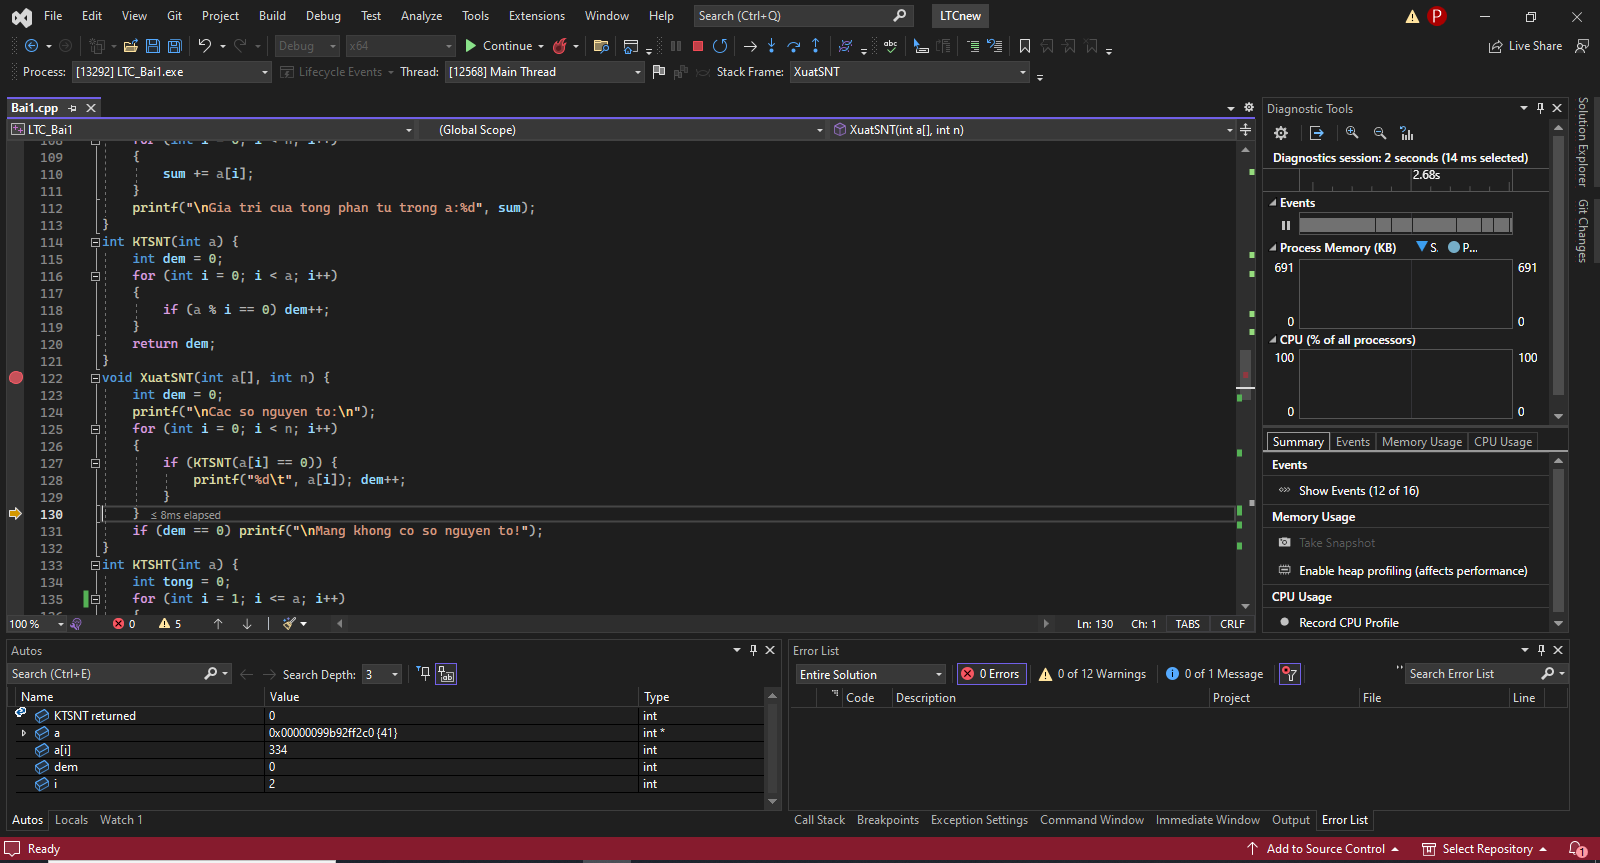 File Edit View Git Project Build Debug Test Analyze Tools Extensions Window Help Search (Ctrl+Q) LTCnew P
Debug x64 Continue Live Share
Process: [13292] LTC_Bai1.exe Lifecycle Events Thread: [12568] Main Thread Stack Frame: XuatSNT
Bai1.cpp
LTC_Bai1 (Global Scope) XuatSNT(int a[], int n)
108 for (int i = 0; i < n; i++)
109 {
110 sum += a[i];
111 }
112 printf("\nGia tri cua tong phan tu trong a:%d", sum);
113 }
114 int KTSNT(int a) {
115 int dem = 0;
116 for (int i = 0; i < a; i++)
117 {
118 if (a % i == 0) dem++;
119 }
120 return dem;
121 }
122 void XuatSNT(int a[], int n) {
123 int dem = 0;
124 printf("\nCac so nguyen to:\n");
125 for (int i = 0; i < n; i++)
126 {
127 if (KTSNT(a[i] == 0)) {
128 printf("%d\t", a[i]); dem++;
129 }
130 } ≤ 8ms elapsed
131 if (dem == 0) printf("\nMang khong co so nguyen to!");
132 }
133 int KTSHT(int a) {
134 int tong = 0;
135 for (int i = 1; i <= a; i++)
136 {
100 % 0 5 Ln: 130 Ch: 1 TABS CRLF
Diagnostic Tools
Diagnostics session: 2 seconds (14 ms selected)
2.68s
Events
Process Memory (KB) S. P...
691 691
0 0
CPU (% of all processors)
100 100
0 0
Summary Events Memory Usage CPU Usage
Events
Show Events (12 of 16)
Memory Usage
Take Snapshot
Enable heap profiling (affects performance)
CPU Usage
Record CPU Profile
Solution Explorer
Git Changes
Autos
Search (Ctrl+E) Search Depth: 3
Name Value Type
KTSNT returned 0 int
a 0x00000099b92ff2c0 {41} int *
a[i] 334 int
dem 0 int
i 2 int
Autos Locals Watch 1
Error List
Entire Solution 0 Errors 0 of 12 Warnings 0 of 1 Message Search Error List
Code Description Project File Line
Call Stack Breakpoints Exception Settings Command Window Immediate Window Output Error List
Ready Add to Source Control Select Repository 1